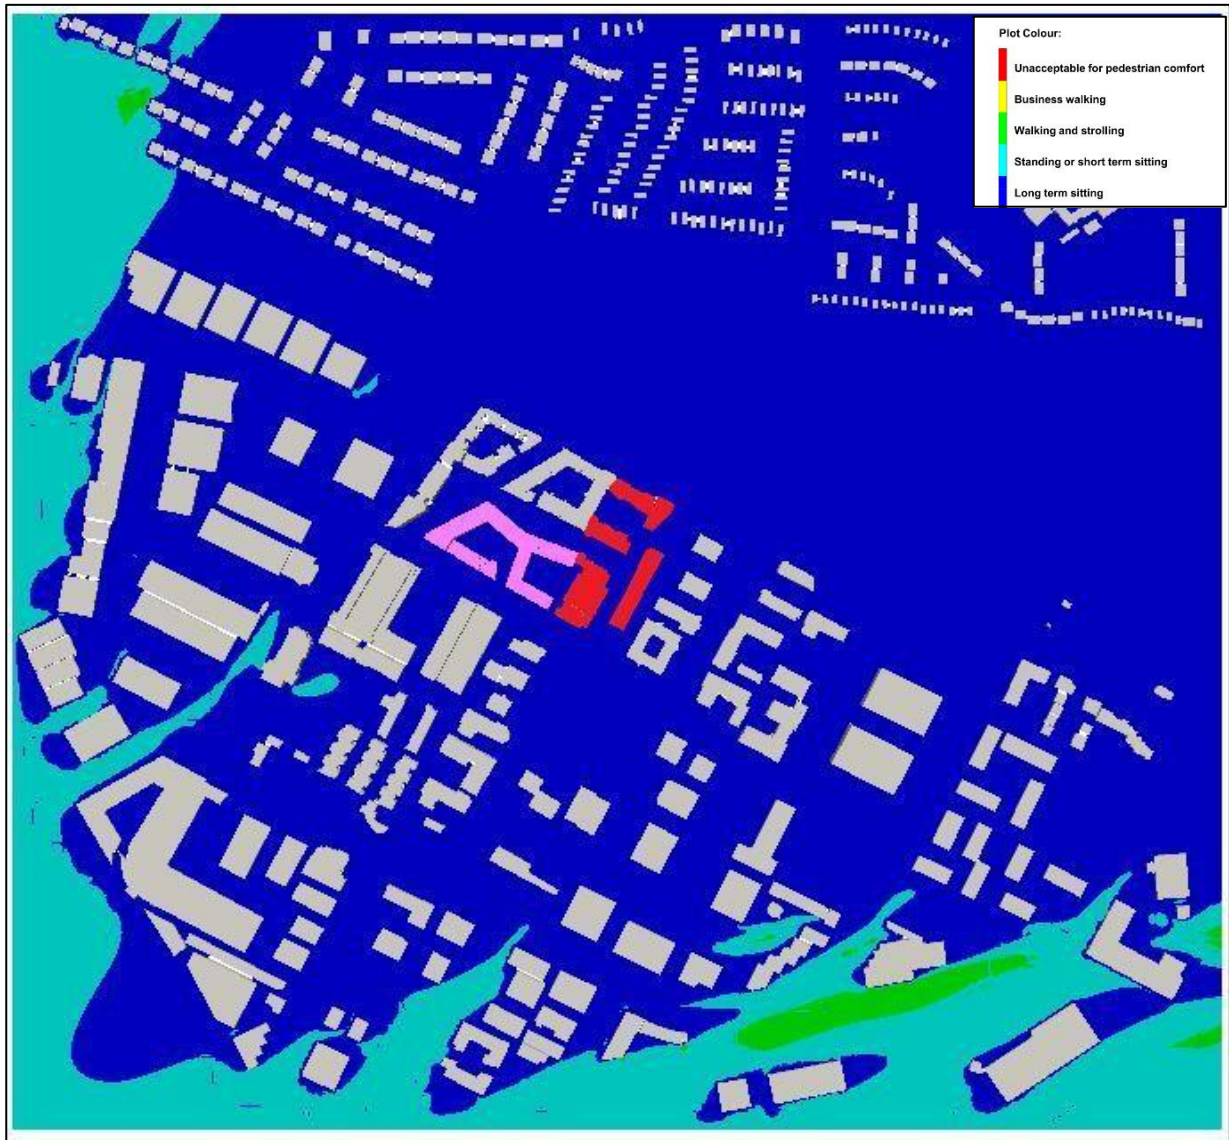 Plot Colour:
Unacceptable for pedestrian comfort
Business walking
Walking and strolling
Standing or short term sitting
Long term sitting